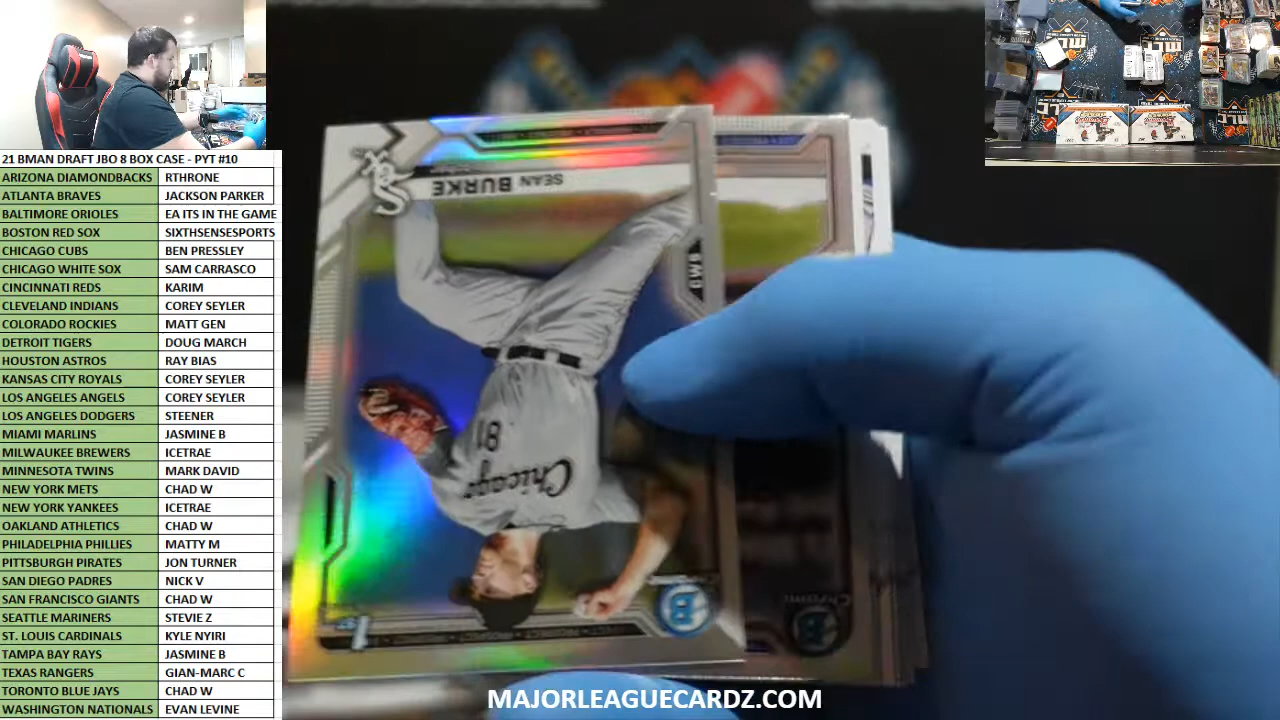 21 BMAN DRAFT JBO 8 BOX CASE - PYT #10
ARIZONA DIAMONDBACKS RTHRONE
ATLANTA BRAVES JACKSON PARKER
BALTIMORE ORIOLES EA ITS IN THE GAME
BOSTON RED SOX SIXTHSENSESPORTS
CHICAGO CUBS BEN PRESSLEY
CHICAGO WHITE SOX SAM CARRASCO
CINCINNATI REDS KARIM
CLEVELAND INDIANS COREY SEYLER
COLORADO ROCKIES MATT GEN
DETROIT TIGERS DOUG MARCH
HOUSTON ASTROS RAY BIAS
KANSAS CITY ROYALS COREY SEYLER
LOS ANGELES ANGELS COREY SEYLER
LOS ANGELES DODGERS STEENER
MIAMI MARLINS JASMINE B
MILWAUKEE BREWERS ICETRAE
MINNESOTA TWINS MARK DAVID
NEW YORK METS CHAD W
NEW YORK YANKEES ICETRAE
OAKLAND ATHLETICS CHAD W
PHILADELPHIA PHILLIES MATTY M
PITTSBURGH PIRATES JON TURNER
SAN DIEGO PADRES NICK V
SAN FRANCISCO GIANTS CHAD W
SEATTLE MARINERS STEVIE Z
ST. LOUIS CARDINALS KYLE NYIRI
TAMPA BAY RAYS JASMINE B
TEXAS RANGERS GIAN-MARC C
TORONTO BLUE JAYS CHAD W
WASHINGTON NATIONALS EVAN LEVINE
SEAN BURKE
SOX
Chicago
81
1st
B
Chrome
MLC
MAJORLEAGUECARDZ.COM